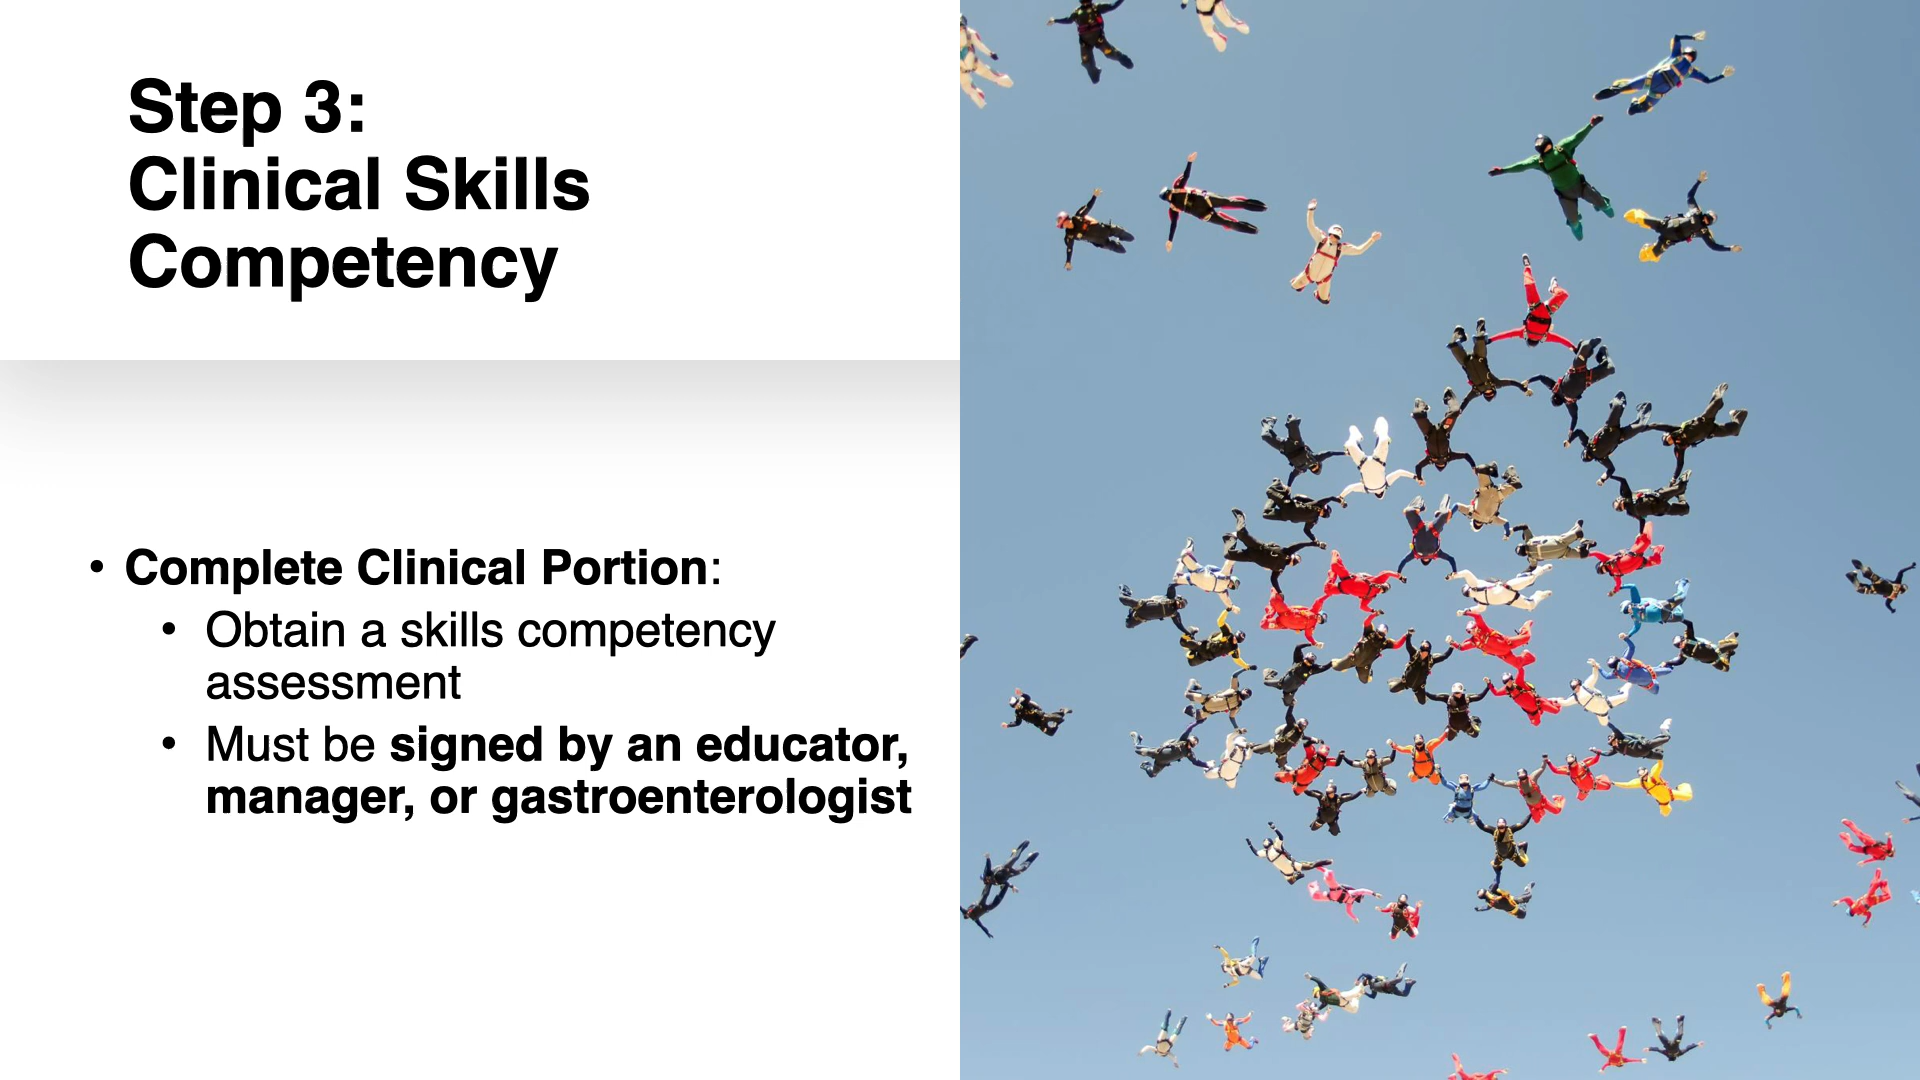 Step 3:
Clinical Skills
Competency
• Complete Clinical Portion:
• Obtain a skills competency
assessment
• Must be signed by an educator,
manager, or gastroenterologist